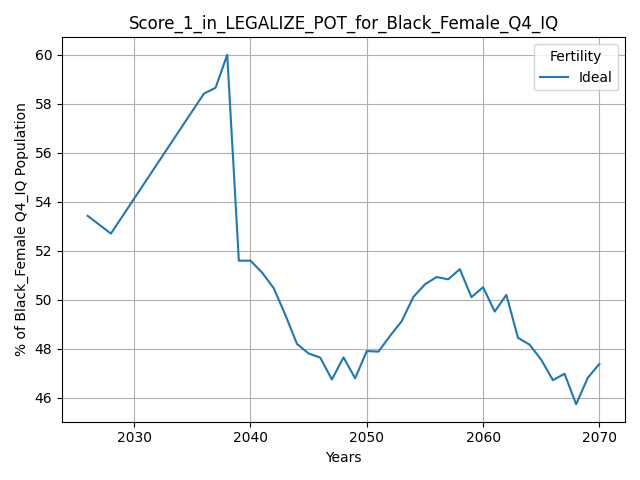 Score_1_in_LEGALIZE_POT_for_Black_Female_Q4_IQ
Fertility
Ideal
60
58
56
54
52
50
48
46
% of Black_Female Q4_IQ Population
2030 2040 2050 2060 2070
Years